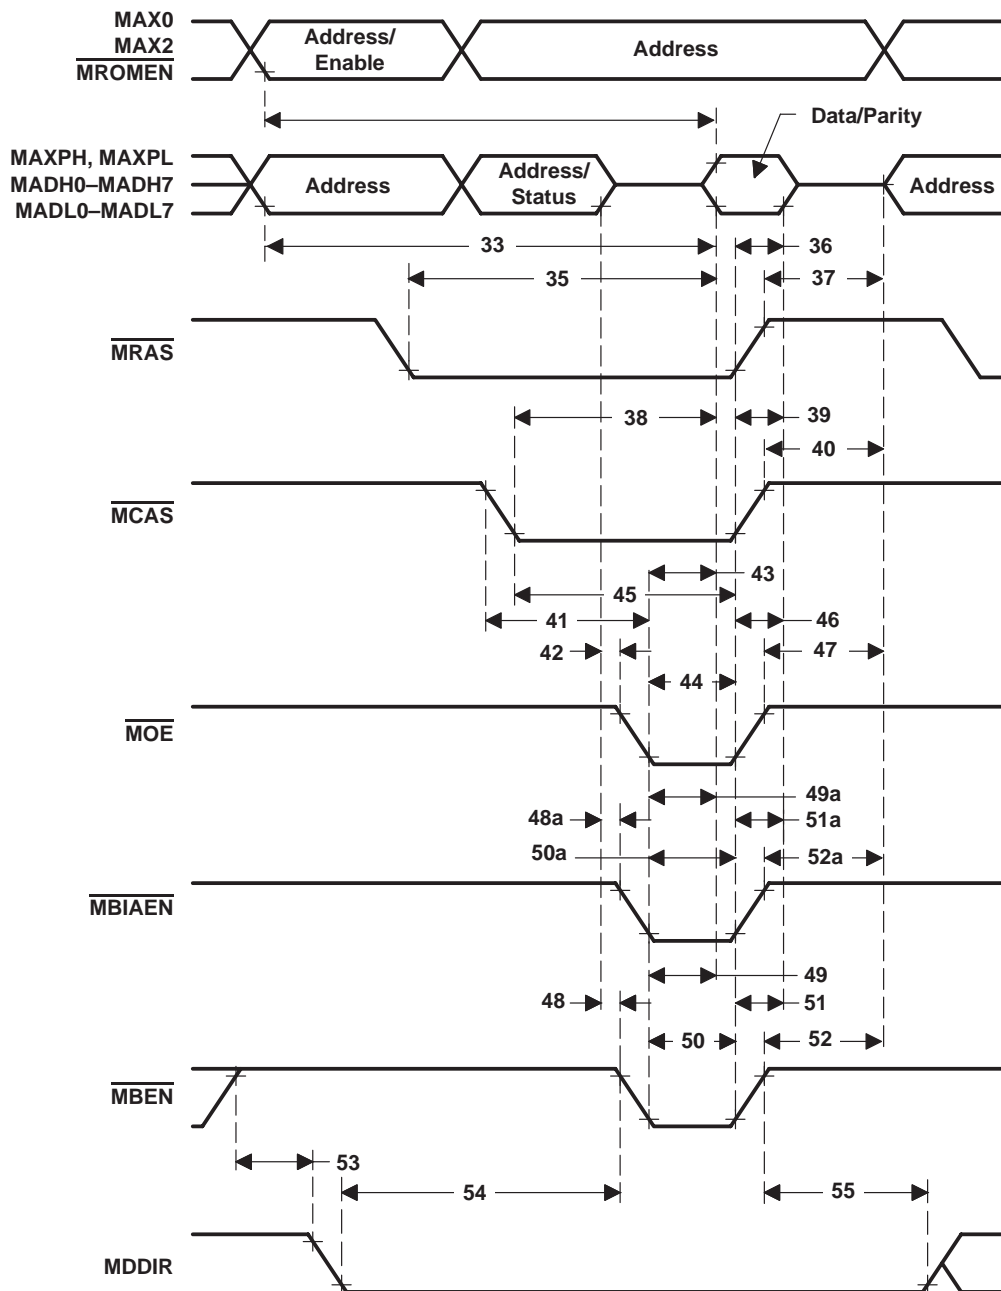 MAX0
MAX2
MROMEN
Address/
Enable
Address
Data/Parity
MAXPH, MAXPL
MADH0–MADH7
MADL0–MADL7
Address
Address/
Status
Address
33
36
35
37
MRAS
38
39
40
MCAS
43
45
41
46
42
47
44
MOE
49a
48a
51a
50a
52a
MBIAEN
49
48
51
50
52
MBEN
53
54
55
MDDIR